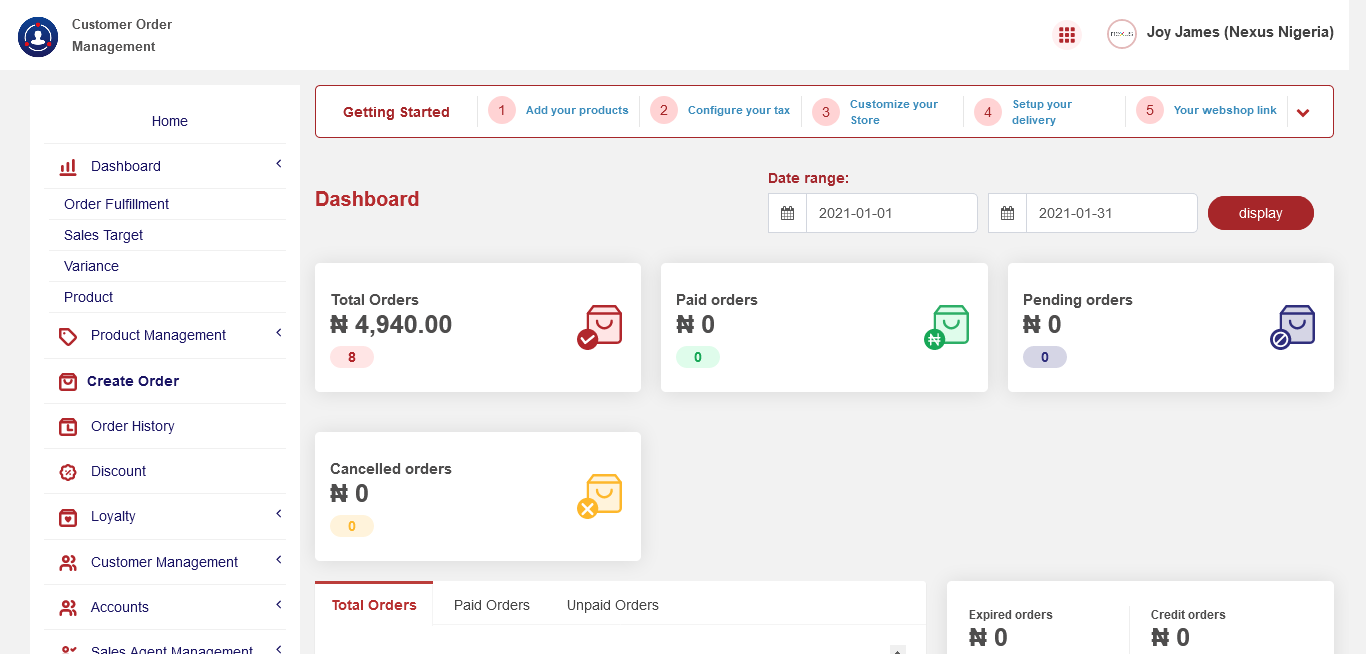 Customer Order
Management
nexus
Joy James (Nexus Nigeria)
Home
Dashboard
Order Fulfillment
Sales Target
Variance
Product
Product Management
Create Order
Order History
Discount
Loyalty
Customer Management
Accounts
Sales Agent Management
Getting Started
1 Add your products
2 Configure your tax
3 Customize your
Store
4 Setup your
delivery
5 Your webshop link
Dashboard
Date range:
2021-01-01
2021-01-31
display
Total Orders
₦ 4,940.00
8
Paid orders
₦ 0
0
Pending orders
₦ 0
0
Cancelled orders
₦ 0
0
Total Orders
Paid Orders
Unpaid Orders
Expired orders
₦ 0
Credit orders
₦ 0